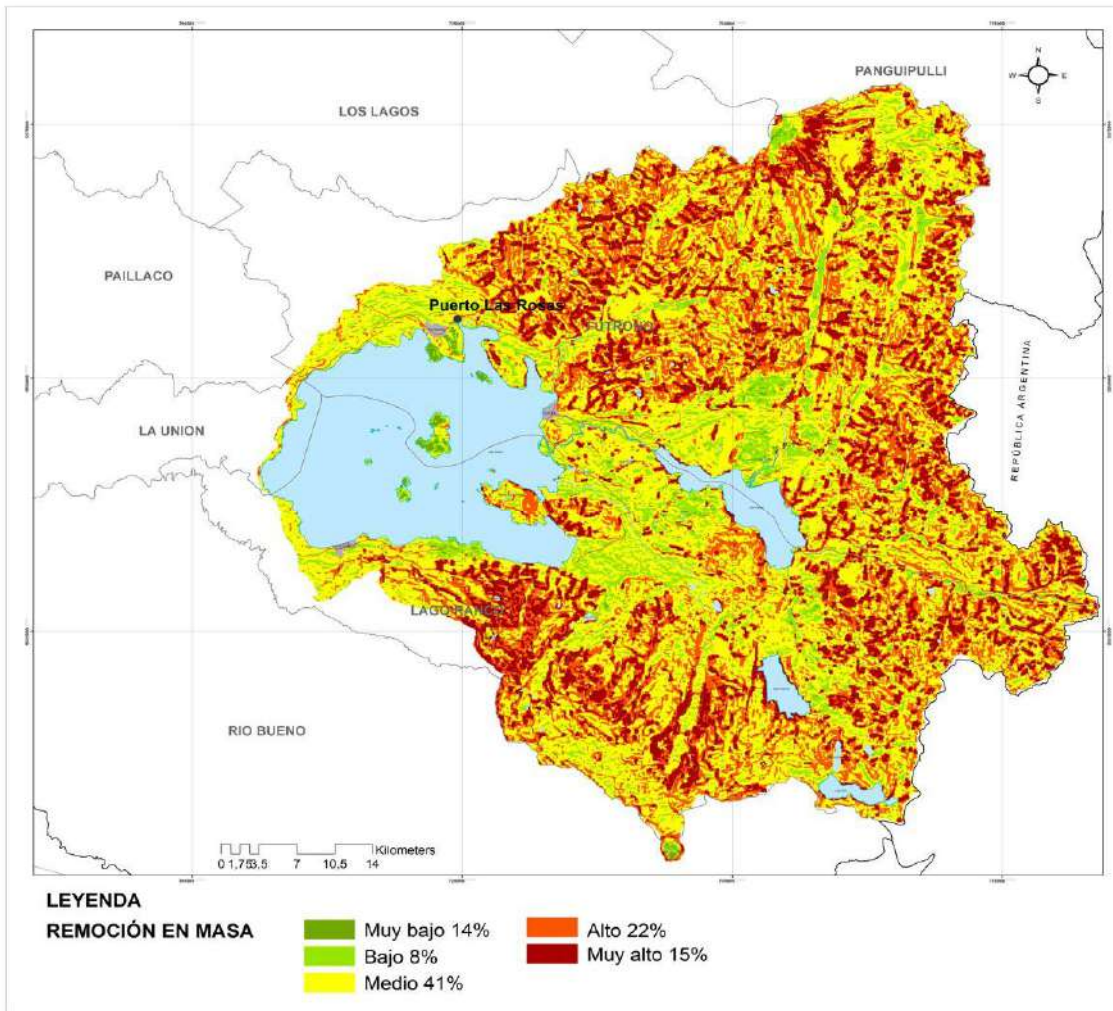 PANGUIPULLI
N
W E
S
LOS LAGOS
PAILLACO
Puerto Las Rosas
FUTRONO
REPÚBLICA ARGENTINA
LA UNION
LAGO RANCO
RIO BUENO
Kilometers
0 1,753,5 7 10,5 14
LEYENDA
REMOCIÓN EN MASA
Muy bajo 14%
Bajo 8%
Medio 41%
Alto 22%
Muy alto 15%